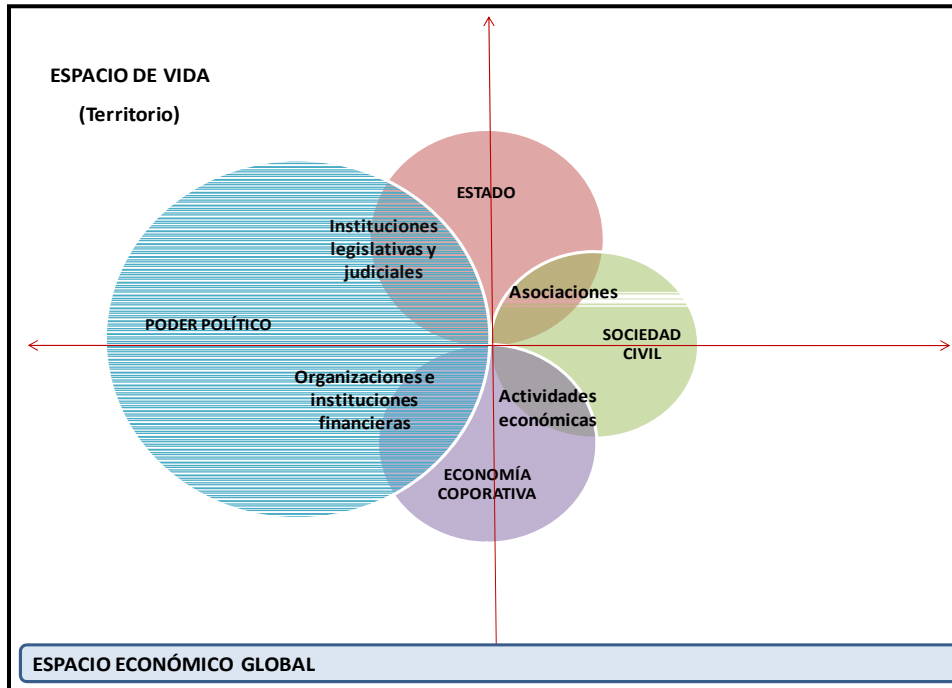 ESPACIO DE VIDA
(Territorio)
ESTADO
Instituciones
legislativas y
judiciales
Asociaciones
PODER POLÍTICO
SOCIEDAD
CIVIL
Organizaciones e
instituciones
financieras
Actividades
económicas
ECONOMÍA
COPORATIVA
ESPACIO ECONÓMICO GLOBAL